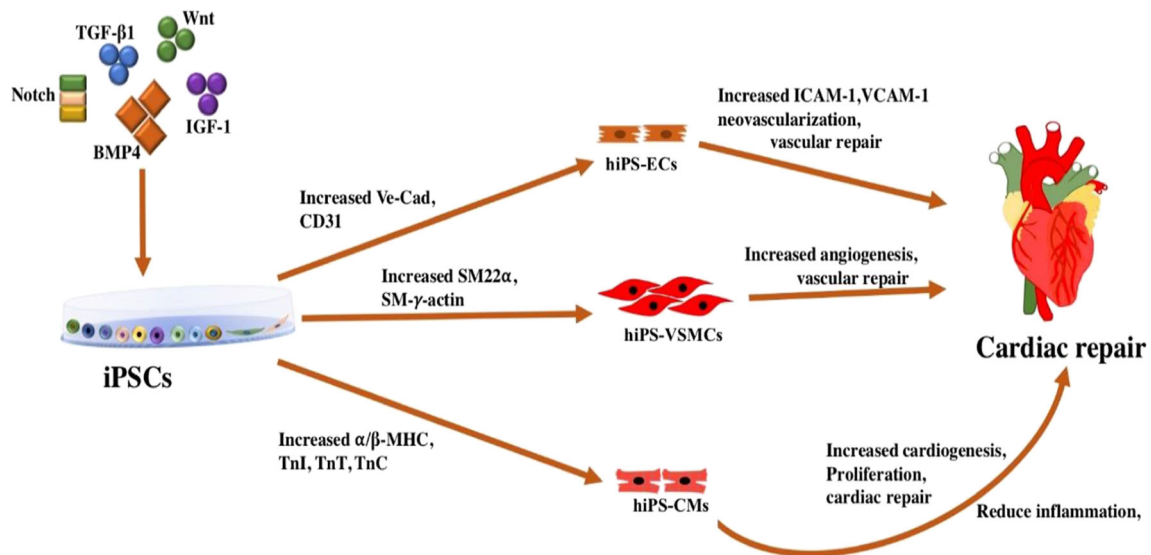 Wnt
TGF-β1
Notch
IGF-1
BMP4
iPSCs
Increased Ve-Cad,
CD31
Increased SM22α,
SM-γ-actin
Increased α/β-MHC,
TnI, TnT, TnC
hiPS-ECs
hiPS-VSMCs
hiPS-CMs
Increased ICAM-1,VCAM-1
neovascularization,
vascular repair
Increased angiogenesis,
vascular repair
Increased cardiogenesis,
Proliferation,
cardiac repair
Reduce inflammation,
Cardiac repair